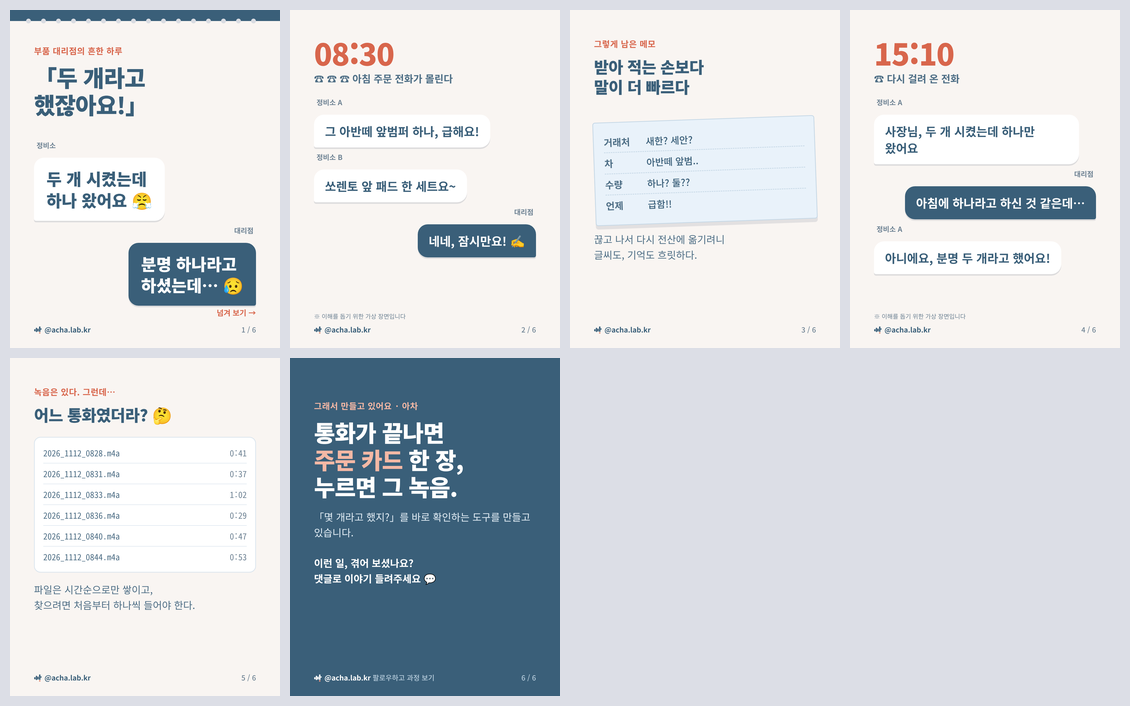 부품 대리점의 흔한 하루
「두 개라고
했잖아요!」
정비소
두 개 시켰는데
하나 왔어요 😤
대리점
분명 하나라고
하셨는데… 😥
넘겨 보기 →
@acha.lab.kr
1 / 6
08:30
☎ ☎ ☎ 아침 주문 전화가 몰린다
정비소 A
그 아반떼 앞범퍼 하나, 급해요!
정비소 B
쏘렌토 앞 패드 한 세트요~
대리점
네네, 잠시만요! ✍️
※ 이해를 돕기 위한 가상 장면입니다
@acha.lab.kr
2 / 6
그렇게 남은 메모
받아 적는 손보다
말이 더 빠르다
거래처 새한? 세안?
차 아반떼 앞범..
수량 하나? 둘??
언제 급함!!
끊고 나서 다시 전산에 옮기려니
글씨도, 기억도 흐릿하다.
@acha.lab.kr
3 / 6
15:10
☎ 다시 걸려 온 전화
정비소 A
사장님, 두 개 시켰는데 하나만
왔어요
대리점
아침에 하나라고 하신 것 같은데…
정비소 A
아니에요, 분명 두 개라고 했어요!
※ 이해를 돕기 위한 가상 장면입니다
@acha.lab.kr
4 / 6
녹음은 있다. 그런데…
어느 통화였더라? 🤔
2026_1112_0828.m4a 0:41
2026_1112_0831.m4a 0:37
2026_1112_0833.m4a 1:02
2026_1112_0836.m4a 0:29
2026_1112_0840.m4a 0:47
2026_1112_0844.m4a 0:53
파일은 시간순으로만 쌓이고,
찾으려면 처음부터 하나씩 들어야 한다.
@acha.lab.kr
5 / 6
그래서 만들고 있어요 · 아차
통화가 끝나면
주문 카드 한 장,
누르면 그 녹음.
「몇 개라고 했지?」를 바로 확인하는 도구를 만들고
있습니다.
이런 일, 겪어 보셨나요?
댓글로 이야기 들려주세요 💬
@acha.lab.kr 팔로우하고 과정 보기
6 / 6